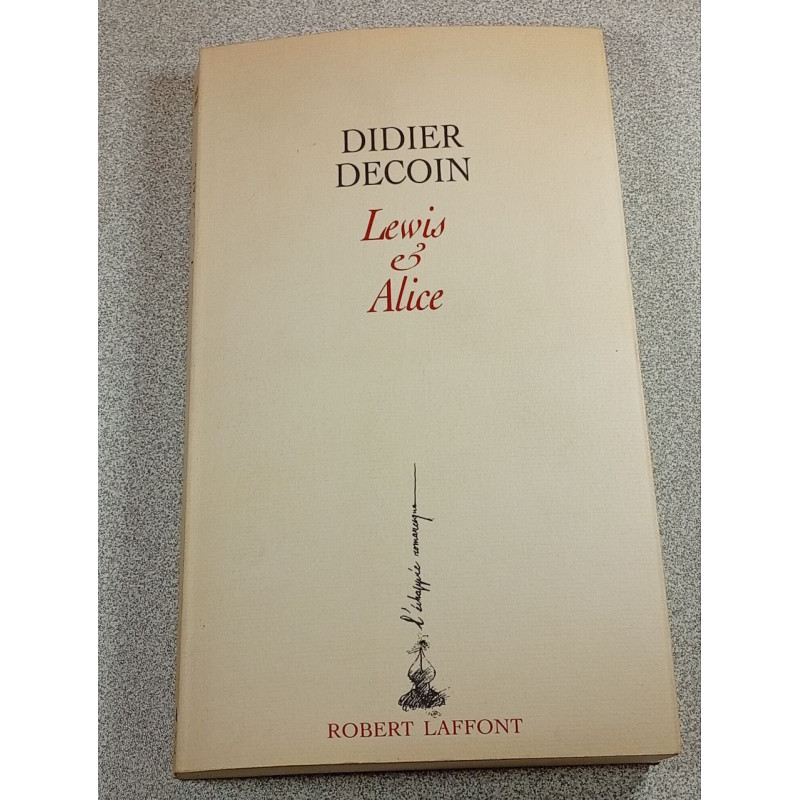 DIDIER
DECOIN
Lewis
&
Alice
l'échappée romanesque
ROBERT LAFFONT